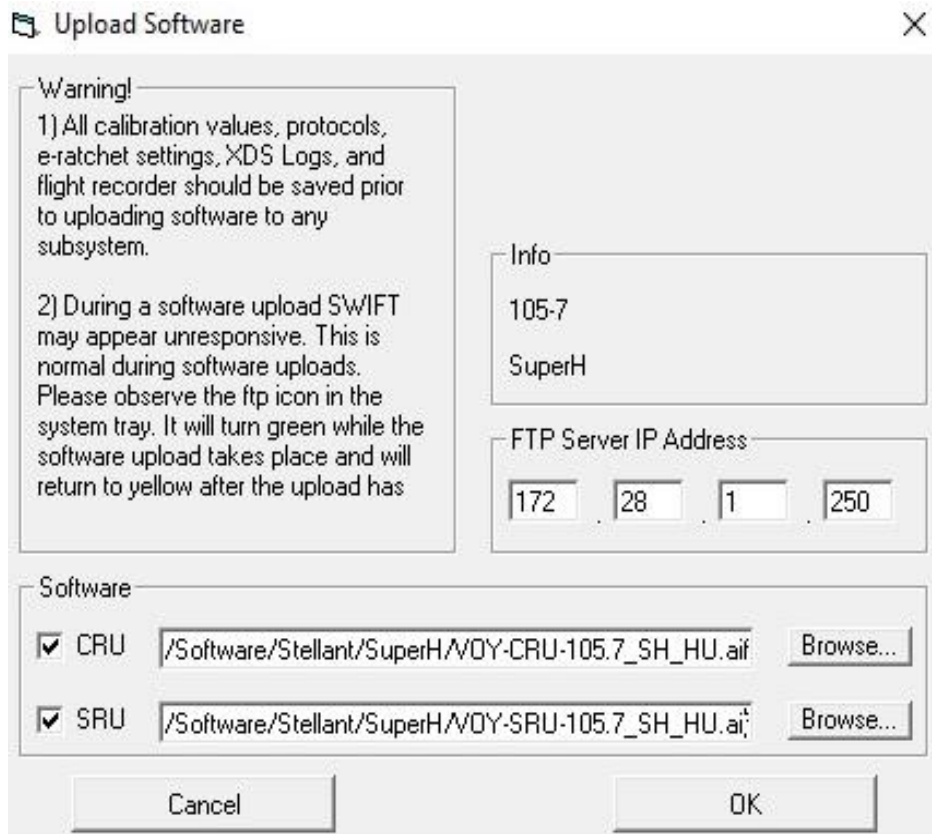 Upload Software
Warning!
1) All calibration values, protocols,
e-ratchet settings, XDS Logs, and
flight recorder should be saved prior
to uploading software to any
subsystem.
2) During a software upload SWIFT
may appear unresponsive. This is
normal during software uploads.
Please observe the ftp icon in the
system tray. It will turn green while the
software upload takes place and will
return to yellow after the upload has
Info
105-7
SuperH
FTP Server IP Address
172 . 28 . 1 . 250
Software
CRU /Software/Stellant/SuperH/VOY-CRU-105.7_SH_HU.aif Browse...
SRU /Software/Stellant/SuperH/VOY-SRU-105.7_SH_HU.ai Browse...
Cancel OK